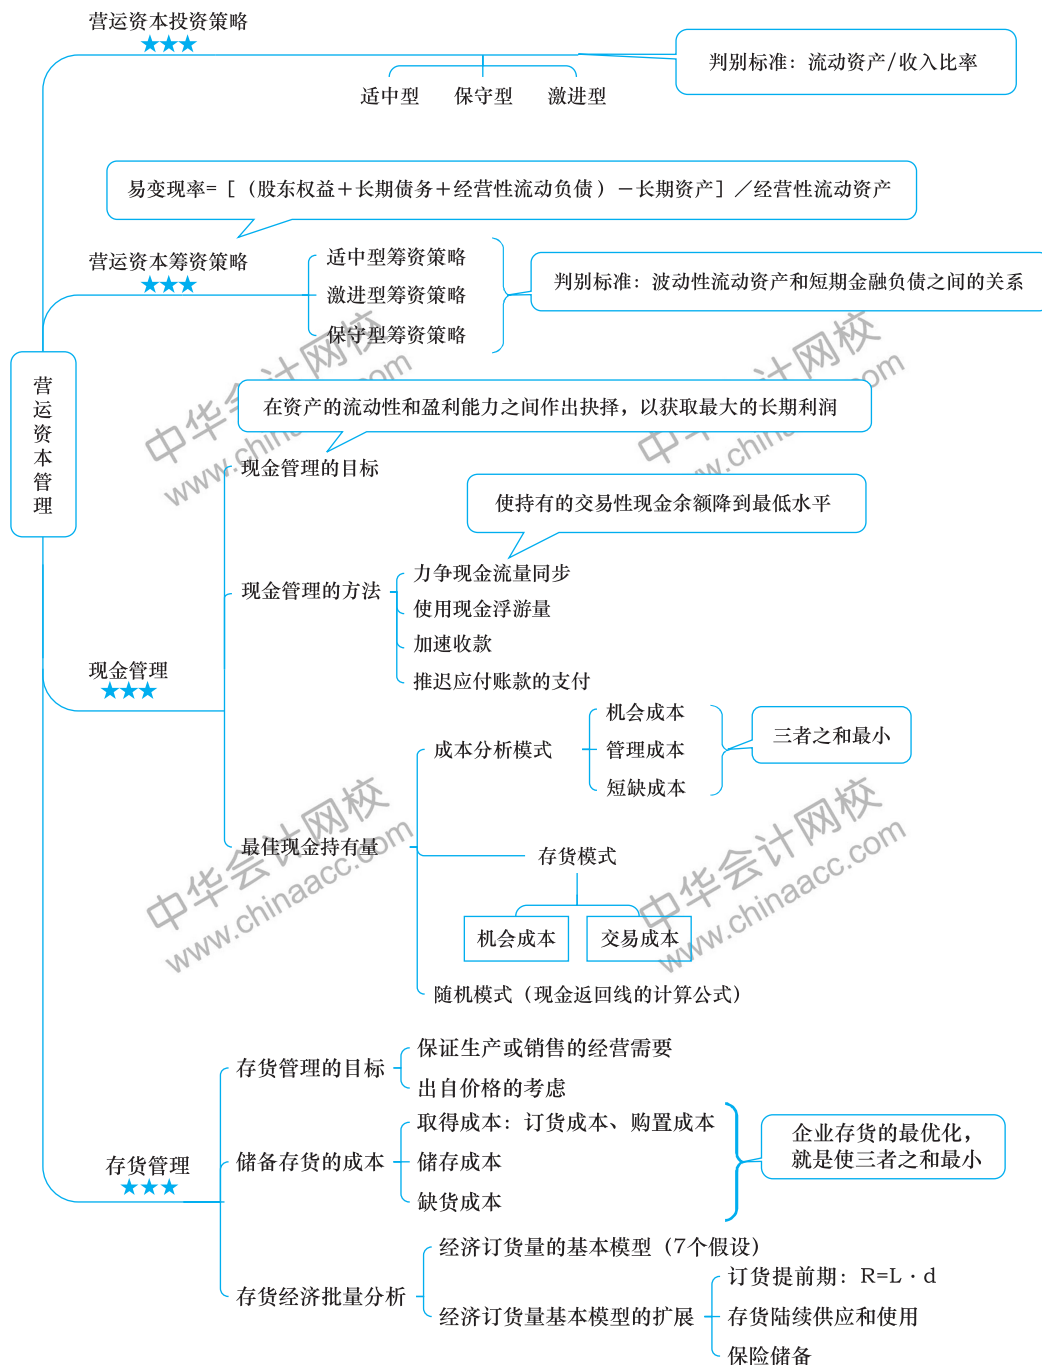 营运资本投资策略
★★★
判别标准：流动资产/收入比率
适中型 保守型 激进型
易变现率=［（股东权益＋长期债务＋经营性流动负债）－长期资产］／经营性流动资产
营运资本筹资策略
★★★
适中型筹资策略
激进型筹资策略
保守型筹资策略
判别标准：波动性流动资产和短期金融负债之间的关系
营运资本管理
在资产的流动性和盈利能力之间作出抉择，以获取最大的长期利润
现金管理的目标
使持有的交易性现金余额降到最低水平
现金管理的方法
力争现金流量同步
使用现金浮游量
加速收款
推迟应付账款的支付
现金管理
★★★
成本分析模式
机会成本
管理成本
短缺成本
三者之和最小
最佳现金持有量
存货模式
机会成本 交易成本
随机模式（现金返回线的计算公式）
存货管理的目标
保证生产或销售的经营需要
出自价格的考虑
存货管理
★★★
储备存货的成本
取得成本：订货成本、购置成本
储存成本
缺货成本
企业存货的最优化，
就是使三者之和最小
存货经济批量分析
经济订货量的基本模型（7个假设）
经济订货量基本模型的扩展
订货提前期：R=L·d
存货陆续供应和使用
保险储备
中华会计网校
www.chinaacc.com
中华会计网校
www.chinaacc.com
中华会计网校
www.chinaacc.com
中华会计网校
www.chinaacc.com